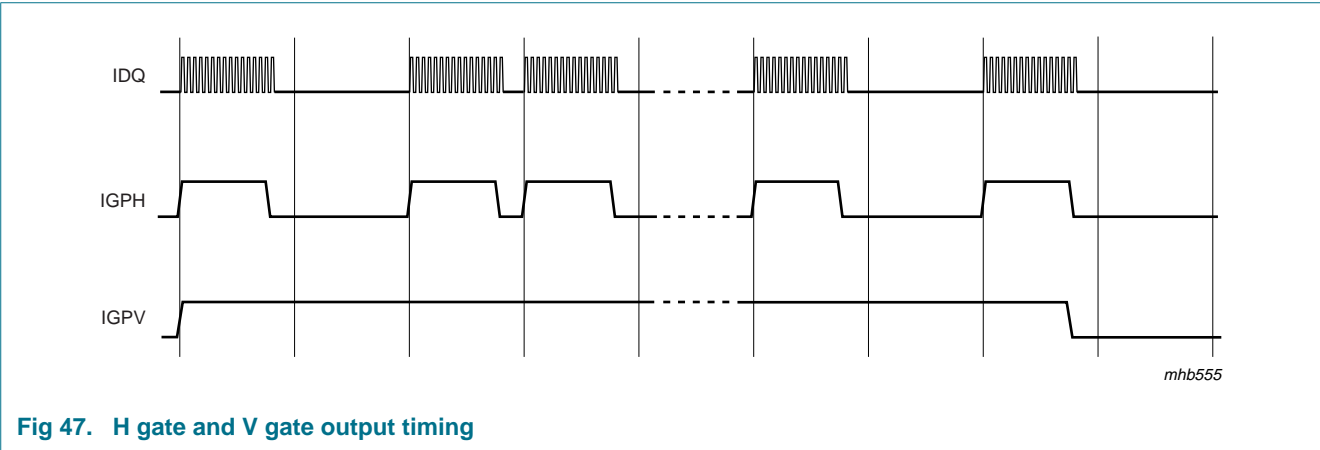 IDQ
IGPH
IGPV
mhb555
Fig 47. H gate and V gate output timing